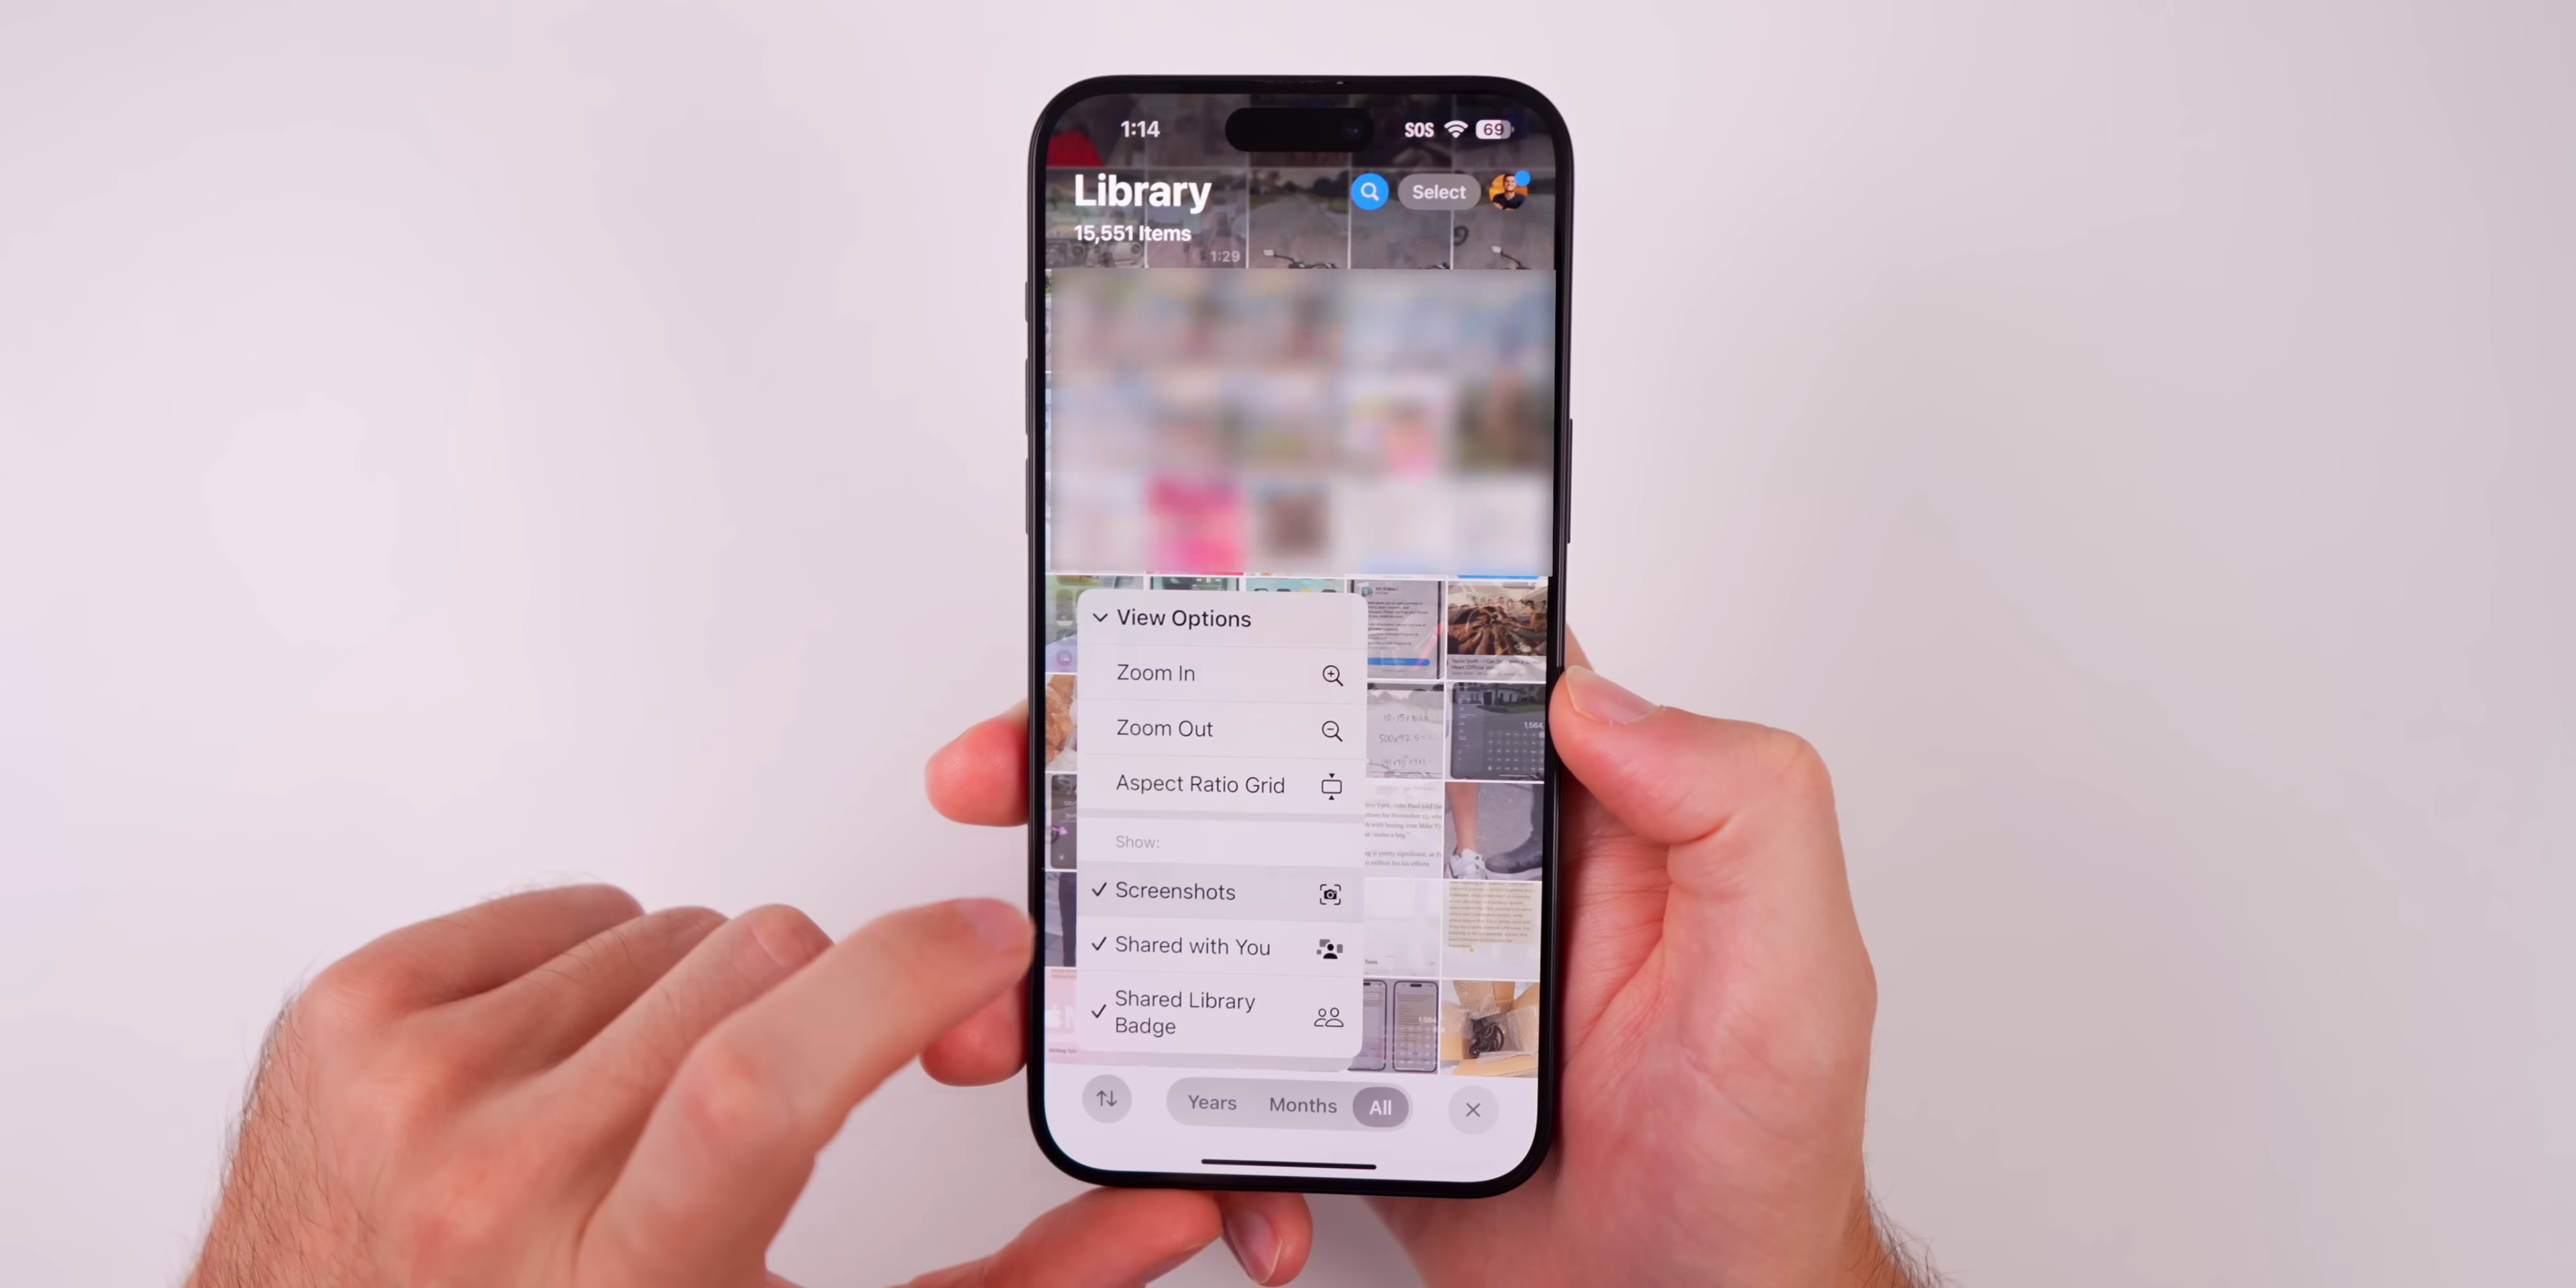 1:14
SOS
69
Library
Select
15,551 Items
1:29
View Options
Zoom In
Zoom Out
Aspect Ratio Grid
Show:
Screenshots
Shared with You
Shared Library
Badge
Years
Months
All